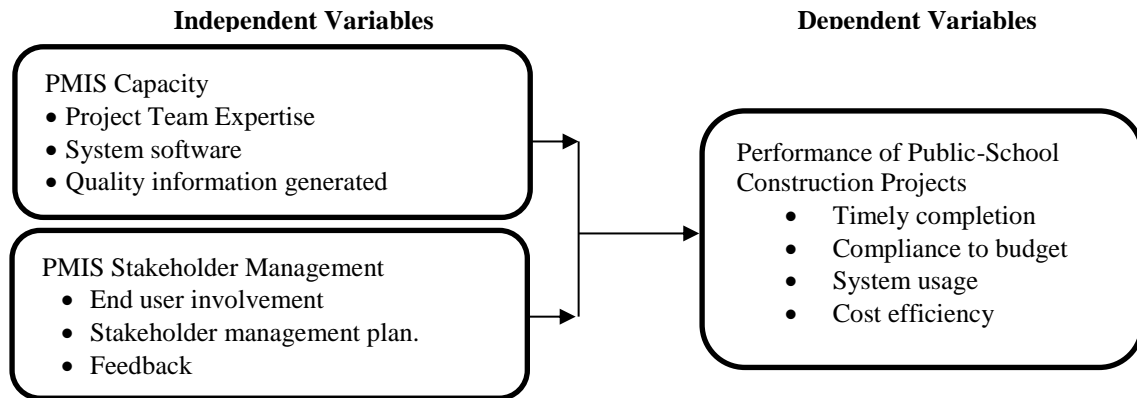 Independent Variables
PMIS Capacity
• Project Team Expertise
• System software
• Quality information generated
PMIS Stakeholder Management
• End user involvement
• Stakeholder management plan.
• Feedback
Dependent Variables
Performance of Public-School
Construction Projects
• Timely completion
• Compliance to budget
• System usage
• Cost efficiency